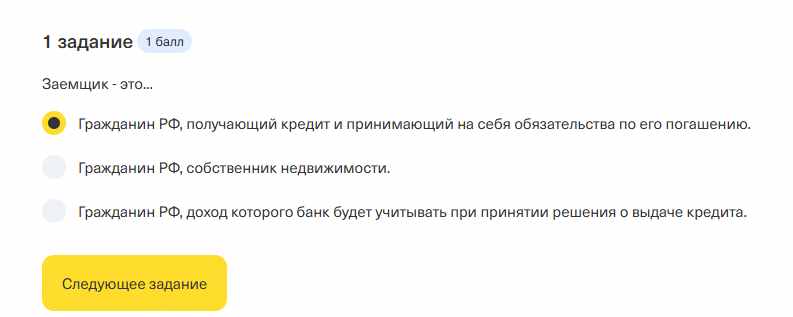 1 задание 1 балл
Заемщик - это...
Гражданин РФ, получающий кредит и принимающий на себя обязательства по его погашению.
Гражданин РФ, собственник недвижимости.
Гражданин РФ, доход которого банк будет учитывать при принятии решения о выдаче кредита.
Следующее задание